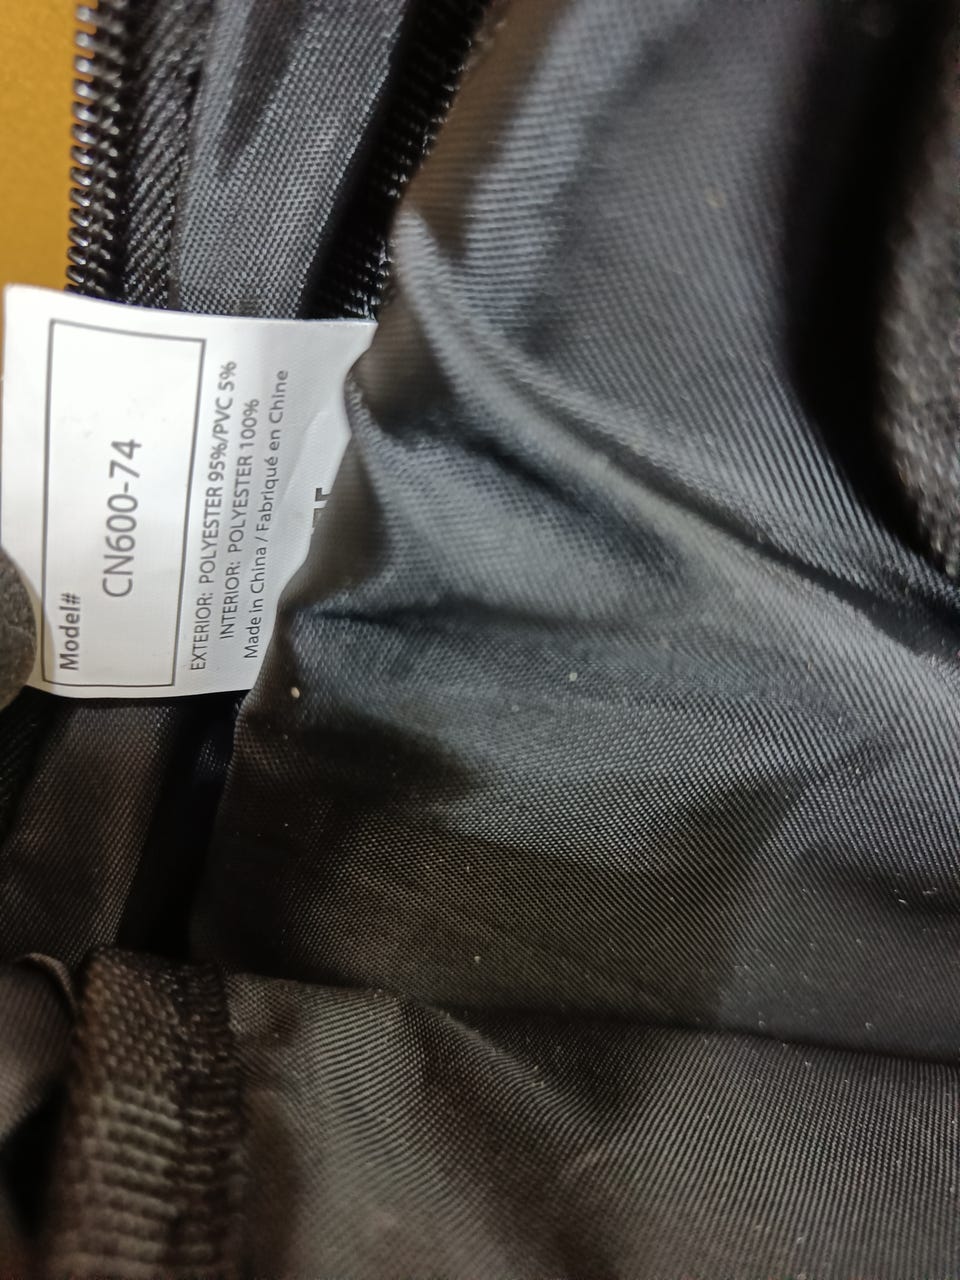 Model#
CN600-74
EXTERIOR: POLYESTER 95%/PVC 5%
INTERIOR: POLYESTER 100%
Made in China / Fabriqué en Chine